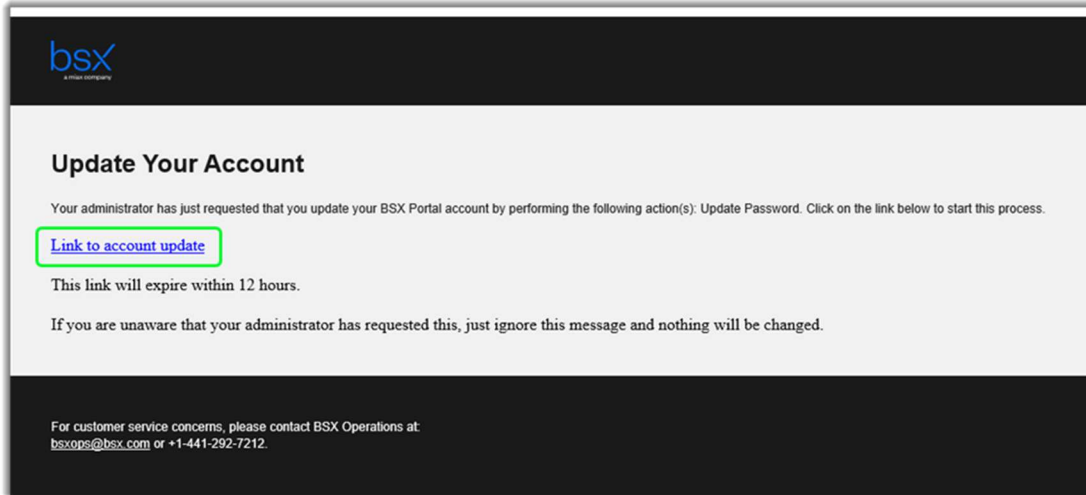 bsx
a miax company
Update Your Account
Your administrator has just requested that you update your BSX Portal account by performing the following action(s): Update Password. Click on the link below to start this process.
Link to account update
This link will expire within 12 hours.
If you are unaware that your administrator has requested this, just ignore this message and nothing will be changed.
For customer service concerns, please contact BSX Operations at:
bsxops@bsx.com or +1-441-292-7212.